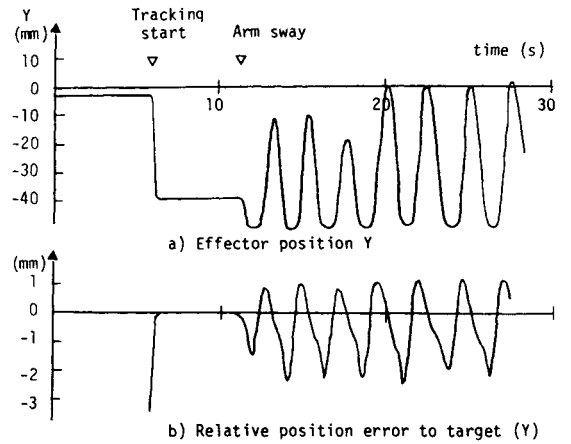 Y
(mm)
Tracking
start
Arm sway
time (s)
10
0
-10
-20
-30
-40
10
20
30
a) Effector position Y
(mm)
1
0
-1
-2
-3
b) Relative position error to target (Y)